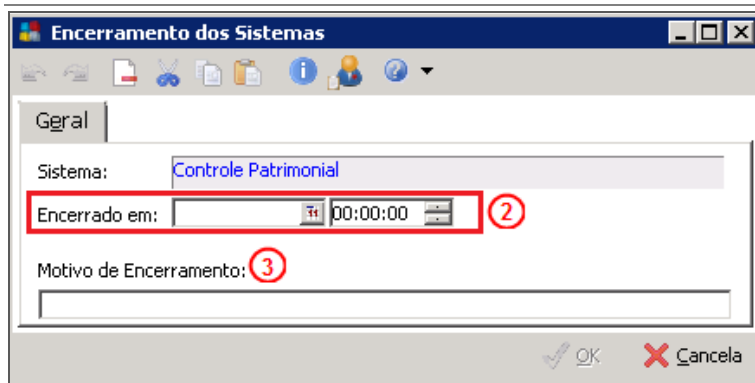 Encerramento dos Sistemas
Geral
Sistema: Controle Patrimonial
Encerrado em: 00:00:00 2
Motivo de Encerramento: 3
OK Cancela